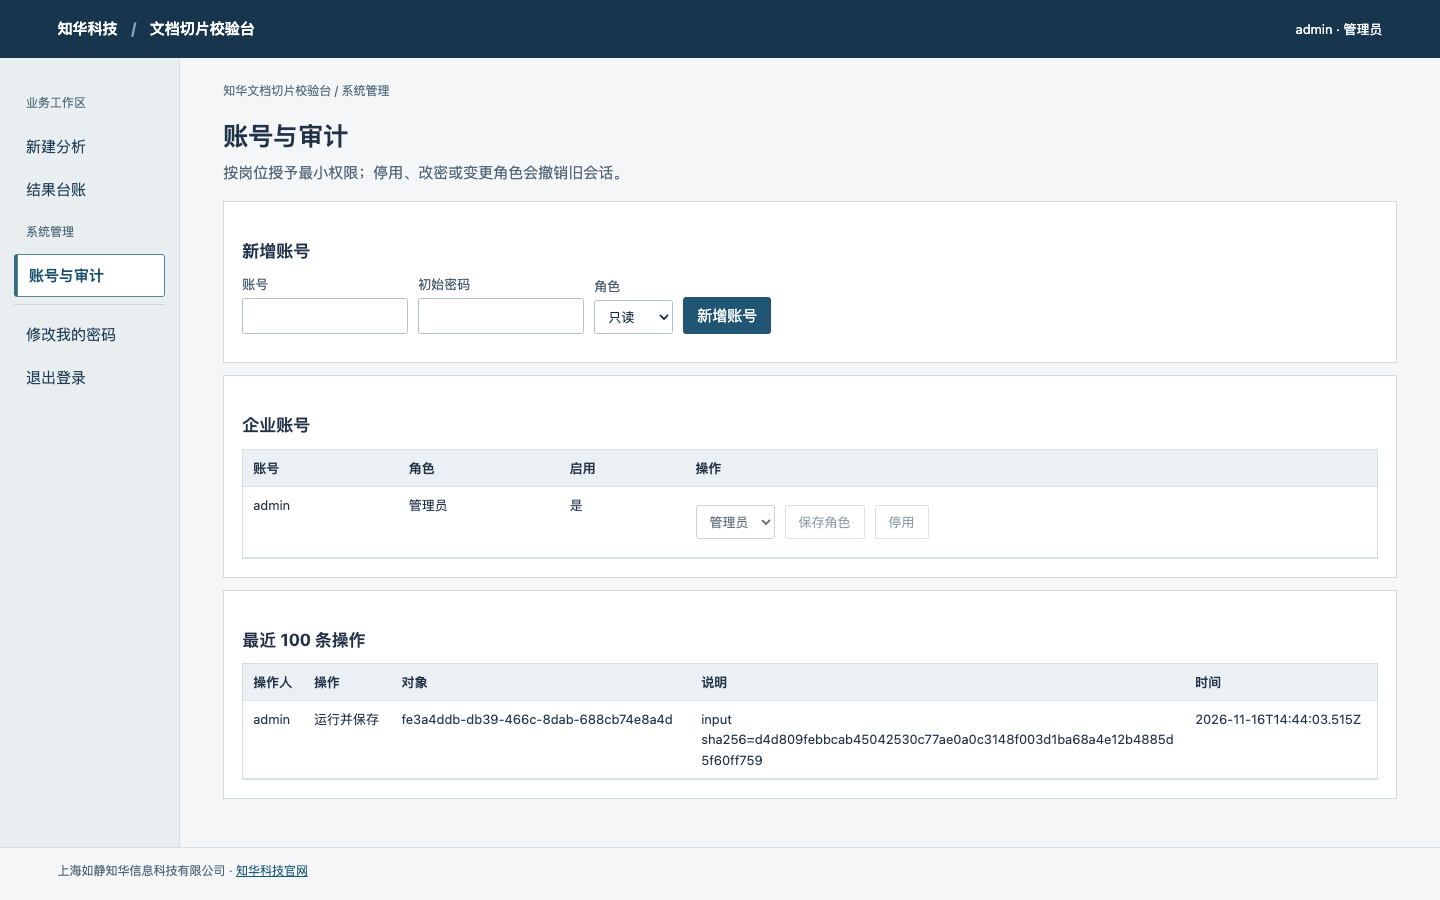 知华科技 / 文档切片校验台
admin · 管理员
业务工作区
新建分析
结果台账
系统管理
账号与审计
修改我的密码
退出登录
知华文档切片校验台 / 系统管理
账号与审计
按岗位授予最小权限；停用、改密或变更角色会撤销旧会话。
新增账号
账号 初始密码 角色
只读 新增账号
企业账号
账号 角色 启用 操作
admin 管理员 是 管理员 保存角色 停用
最近 100 条操作
操作人 操作 对象 说明 时间
admin 运行并保存 fe3a4ddb-db39-466c-8dab-688cb74e8a4d input 2026-11-16T14:44:03.515Z
sha256=d4d809febbcab45042530c77ae0a0c3148f003d1ba68a4e12b4885d
5f60ff759
上海如静知华信息科技有限公司 · 知华科技官网